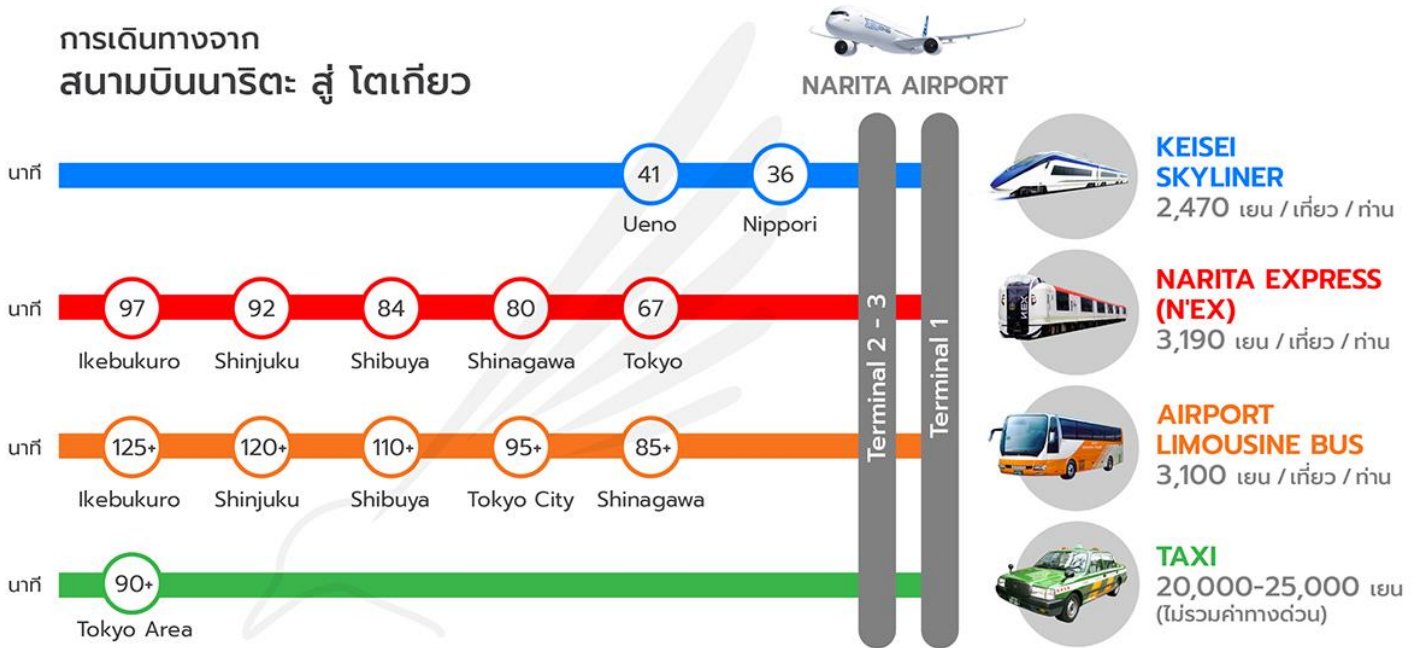 การเดินทางจาก
สนามบินนาริตะ สู่ โตเกียว
NARITA AIRPORT
Terminal 2 - 3
Terminal 1
นาที
41
36
Ueno
Nippori
KEISEI
SKYLINER
2,470 เยน / เที่ยว / ท่าน
นาที
97
92
84
80
67
Ikebukuro
Shinjuku
Shibuya
Shinagawa
Tokyo
NARITA EXPRESS
(N'EX)
3,190 เยน / เที่ยว / ท่าน
นาที
125+
120+
110+
95+
85+
Ikebukuro
Shinjuku
Shibuya
Tokyo City
Shinagawa
AIRPORT
LIMOUSINE BUS
3,100 เยน / เที่ยว / ท่าน
นาที
90+
Tokyo Area
TAXI
20,000-25,000 เยน
(ไม่รวมค่าทางด่วน)
NEX